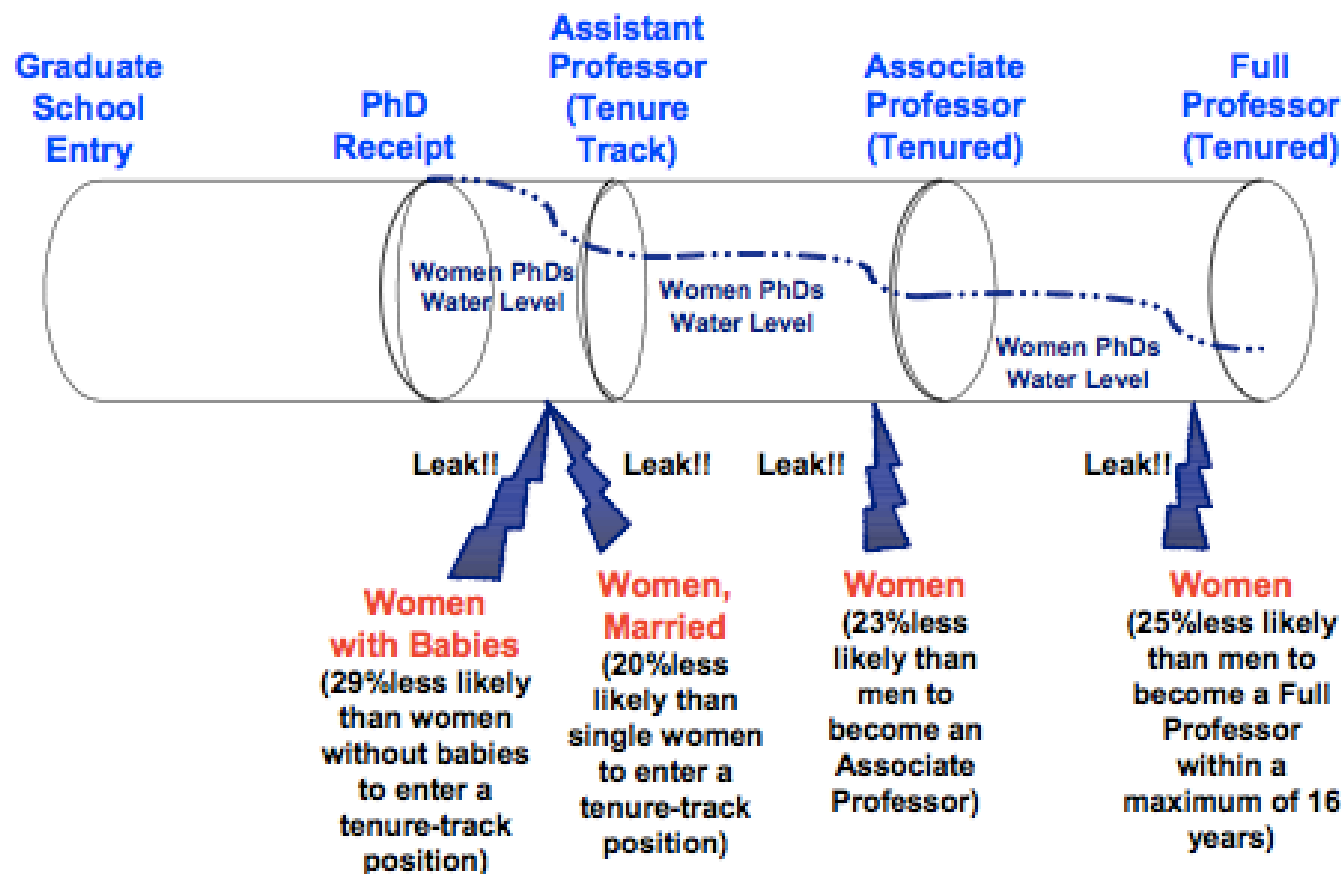 Graduate
School
Entry
PhD
Receipt
Assistant
Professor
(Tenure
Track)
Associate
Professor
(Tenured)
Full
Professor
(Tenured)
Women PhDs
Water Level
Women PhDs
Water Level
Women PhDs
Water Level
Leak!!
Leak!!
Leak!!
Leak!!
Women
with Babies
(29%less likely
than women
without babies
to enter a
tenure-track
position)
Women,
Married
(20%less
likely than
single women
to enter a
tenure-track
position)
Women
(23%less
likely than
men to
become an
Associate
Professor)
Women
(25%less likely
than men to
become a Full
Professor
within a
maximum of 16
years)